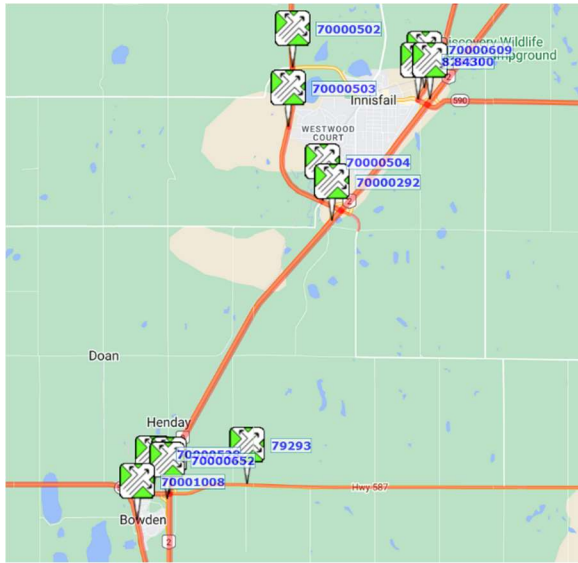 70000502
Discovery Wildlife
70000609
Campground
84300
70000503
Innisfail
590
WESTWOOD
COURT
70000504
70000292
2
Doan
Henday
79293
70000652
70001008
Hwy 587
Bowden
2